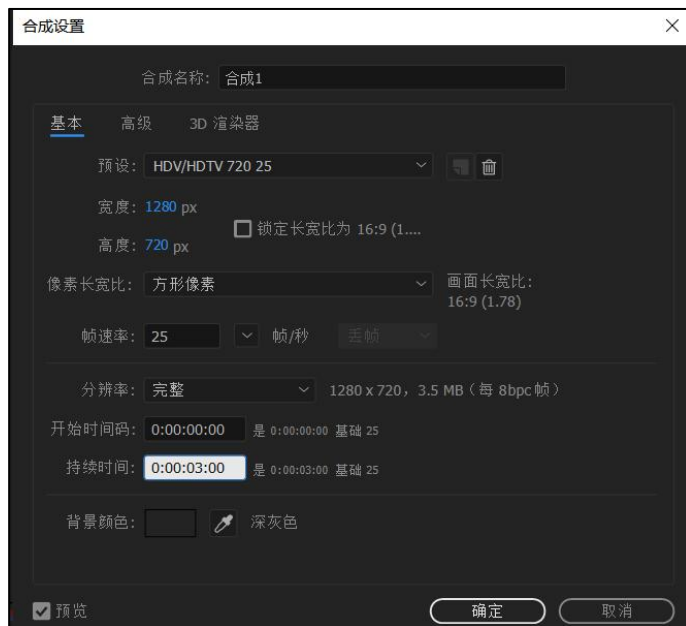 合成设置
合成名称: 合成1
基本 高级 3D 渲染器
预设: HDV/HDTV 720 25
宽度: 1280 px
锁定长宽比为 16:9 (1....
高度: 720 px
像素长宽比: 方形像素
画面长宽比:
16:9 (1.78)
帧速率: 25 帧/秒 丢帧
分辨率: 完整 1280 x 720，3.5 MB（每 8bpc 帧）
开始时间码: 0:00:00:00 是 0:00:00:00 基础 25
持续时间: 0:00:03:00 是 0:00:03:00 基础 25
背景颜色: 深灰色
预览 确定 取消